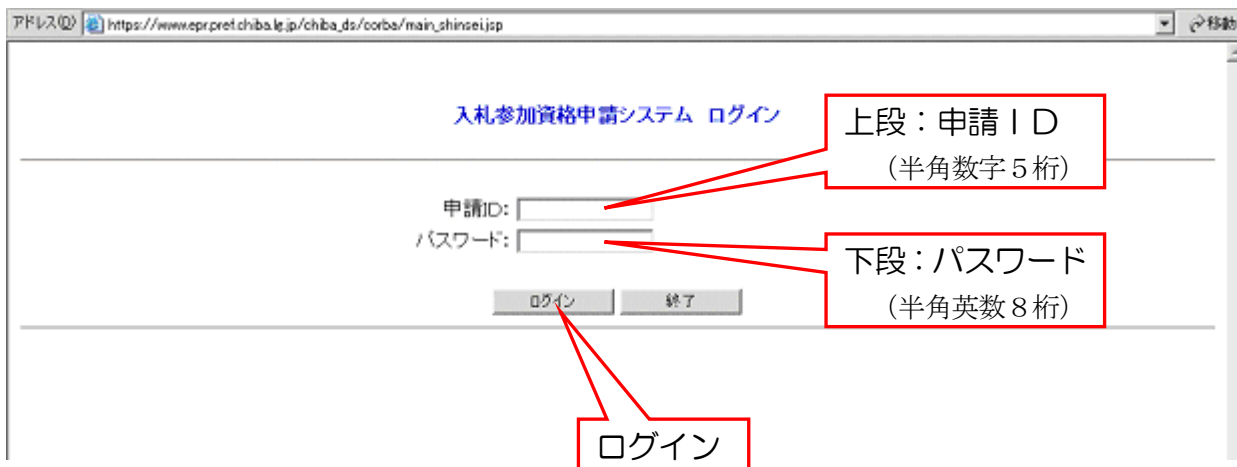 アドレス(D) https://www.epr.pref.chiba.lg.jp/chiba_ds/corba/main_shinsei.jsp 移動
入札参加資格申請システム ログイン
上段：申請ＩＤ
（半角数字５桁）
申請ID:
パスワード:
下段：パスワード
（半角英数８桁）
ログイン 終了
ログイン